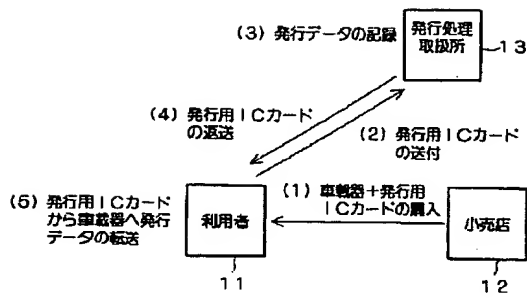 (3) 発行データの記録
発行処理
取扱所
13
(4) 発行用ICカード
の返送
(2) 発行用ICカード
の送付
(5) 発行用ICカード
から車載器へ発行
データの転送
利用者
11
(1) 車載器+発行用
ICカードの購入
小売店
12